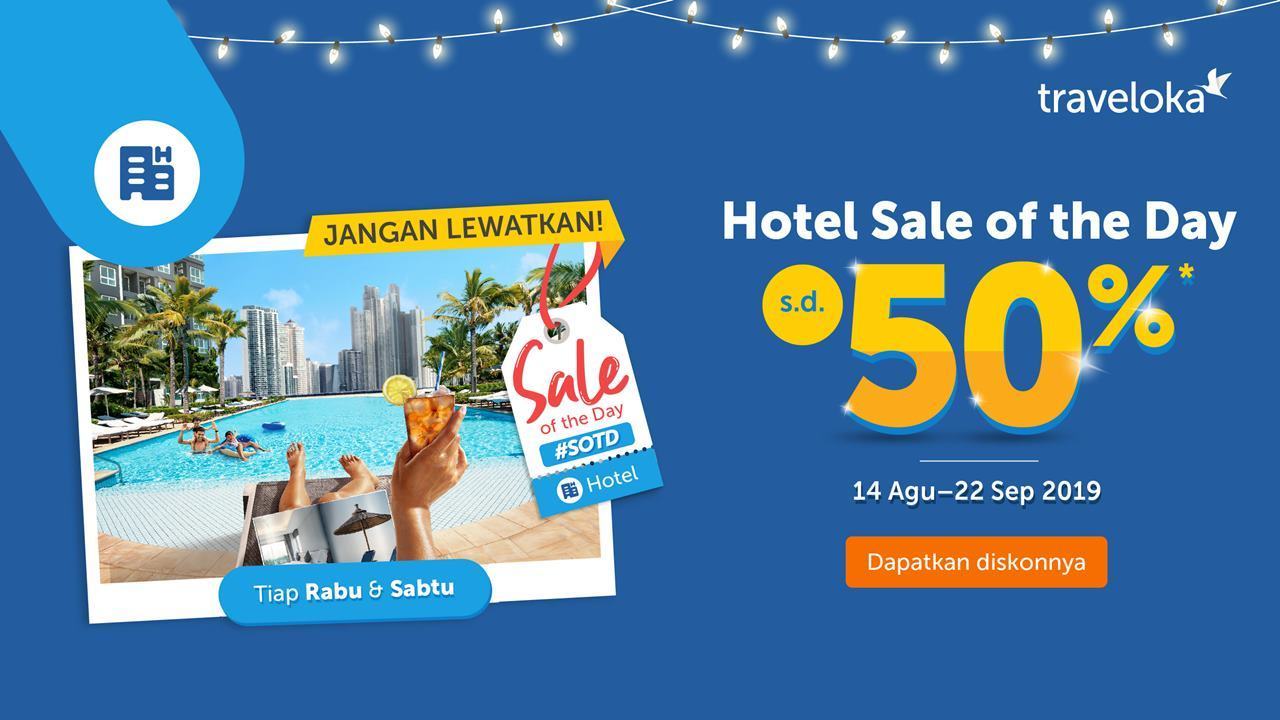 traveloka
JANGAN LEWATKAN!
Sale
of the Day
#SOTD
H
Hotel
Tiap Rabu & Sabtu
Hotel Sale of the Day
s.d. 50%*
14 Agu–22 Sep 2019
Dapatkan diskonnya